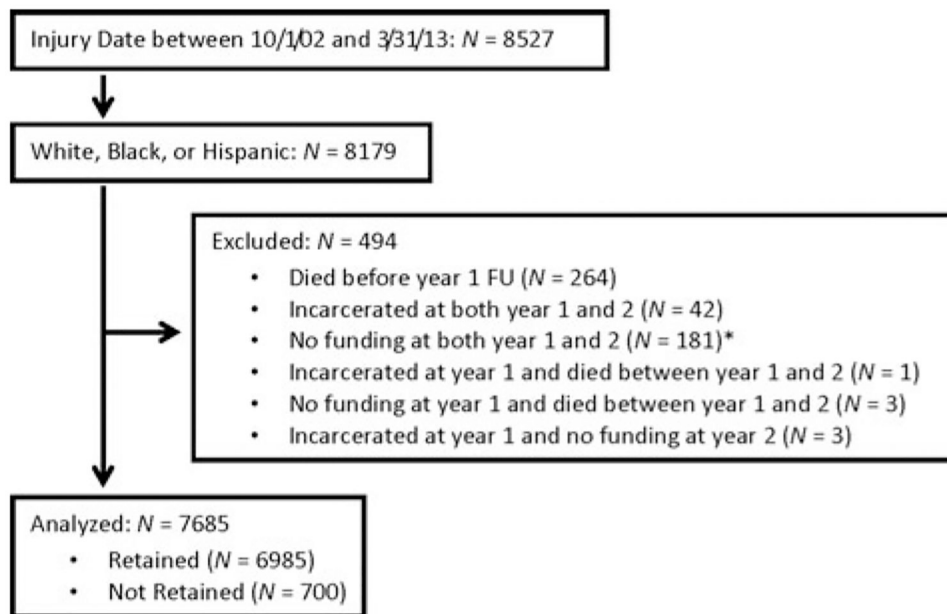 Injury Date between 10/1/02 and 3/31/13: N = 8527
White, Black, or Hispanic: N = 8179
Excluded: N = 494
• Died before year 1 FU (N = 264)
• Incarcerated at both year 1 and 2 (N = 42)
• No funding at both year 1 and 2 (N = 181)*
• Incarcerated at year 1 and died between year 1 and 2 (N = 1)
• No funding at year 1 and died between year 1 and 2 (N = 3)
• Incarcerated at year 1 and no funding at year 2 (N = 3)
Analyzed: N = 7685
• Retained (N = 6985)
• Not Retained (N = 700)